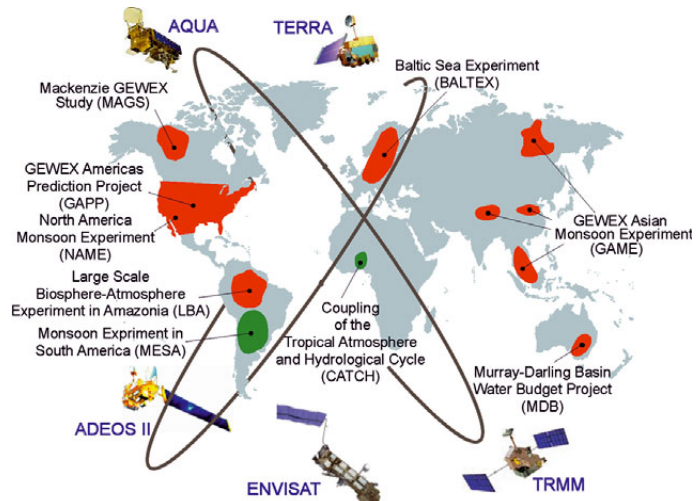 AQUA
TERRA
Baltic Sea Experiment
(BALTEX)
Mackenzie GEWEX
Study (MAGS)
GEWEX Americas
Prediction Project
(GAPP)
North America
Monsoon Experiment
(NAME)
GEWEX Asian
Monsoon Experiment
(GAME)
Large Scale
Biosphere-Atmosphere
Experiment in Amazonia (LBA)
Monsoon Expriment in
South America (MESA)
Coupling
of the
Tropical Atmosphere
and Hydrological Cycle
(CATCH)
Murray-Darling Basin
Water Budget Project
(MDB)
ADEOS II
ENVISAT
TRMM